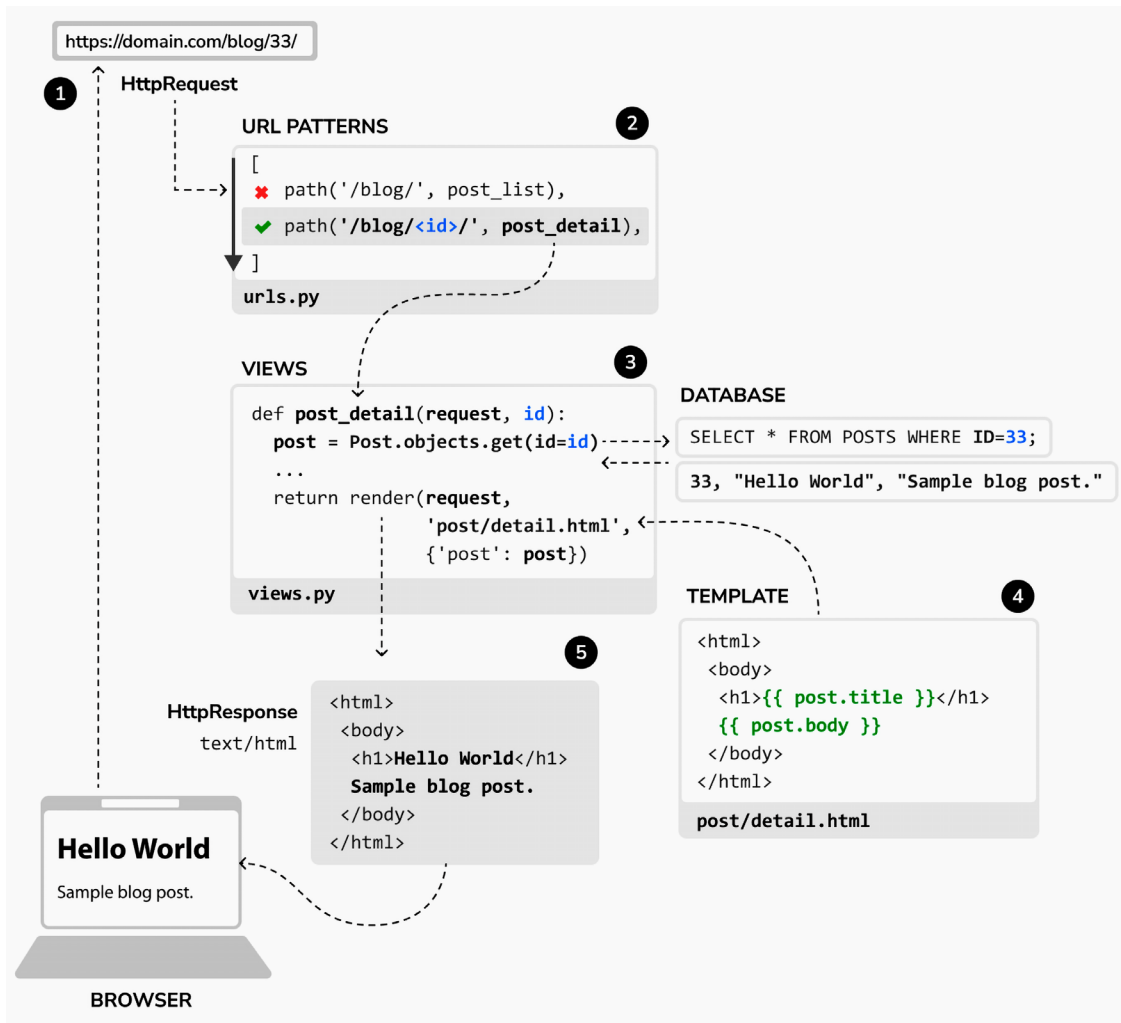 https://domain.com/blog/33/
1
HttpRequest
URL PATTERNS
2
[
path('/blog/', post_list),
path('/blog/<id>/', post_detail),
]
urls.py
VIEWS
3
def post_detail(request, id):
post = Post.objects.get(id=id)
...
return render(request,
'post/detail.html',
{'post': post})
views.py
DATABASE
SELECT * FROM POSTS WHERE ID=33;
33, "Hello World", "Sample blog post."
TEMPLATE
4
<html>
<body>
<h1>{{ post.title }}</h1>
{{ post.body }}
</body>
</html>
post/detail.html
5
HttpResponse
text/html
<html>
<body>
<h1>Hello World</h1>
Sample blog post.
</body>
</html>
Hello World
Sample blog post.
BROWSER